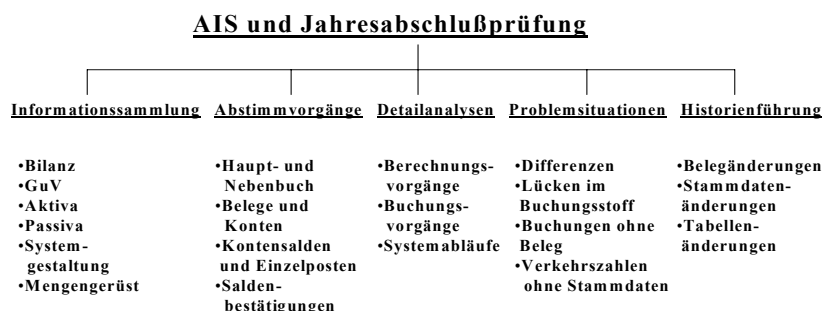 AIS und Jahresabschlußprüfung
Informationssammlung
•Bilanz
•GuV
•Aktiva
•Passiva
•System-
gestaltung
•Mengengerüst
Abstimmvorgänge
•Haupt- und
Nebenbuch
•Belege und
Konten
•Kontensalden
und Einzelposten
•Salden-
bestätigungen
Detailanalysen
•Berechnungs-
vorgänge
•Buchungs-
vorgänge
•Systemabläufe
Problemsituationen
•Differenzen
•Lücken im
Buchungsstoff
•Buchungen ohne
Beleg
•Verkehrszahlen
ohne Stammdaten
Historienführung
•Belegänderungen
•Stammdaten-
änderungen
•Tabellen-
änderungen